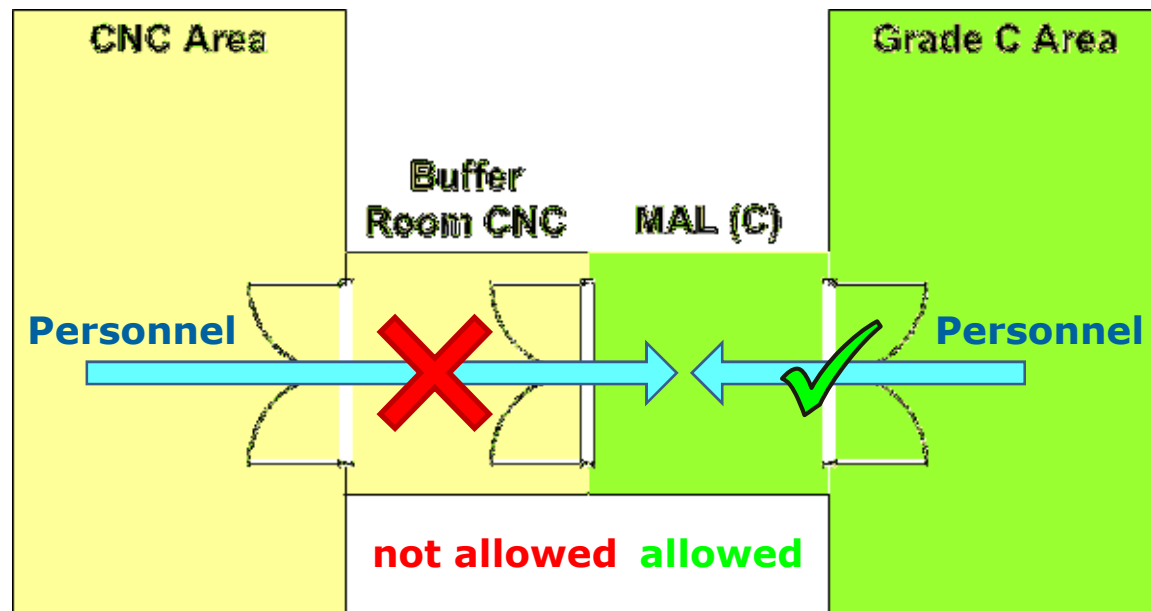 CNC Area
Grade C Area
Buffer
Room CNC
MAL (C)
Personnel
Personnel
not allowed
allowed